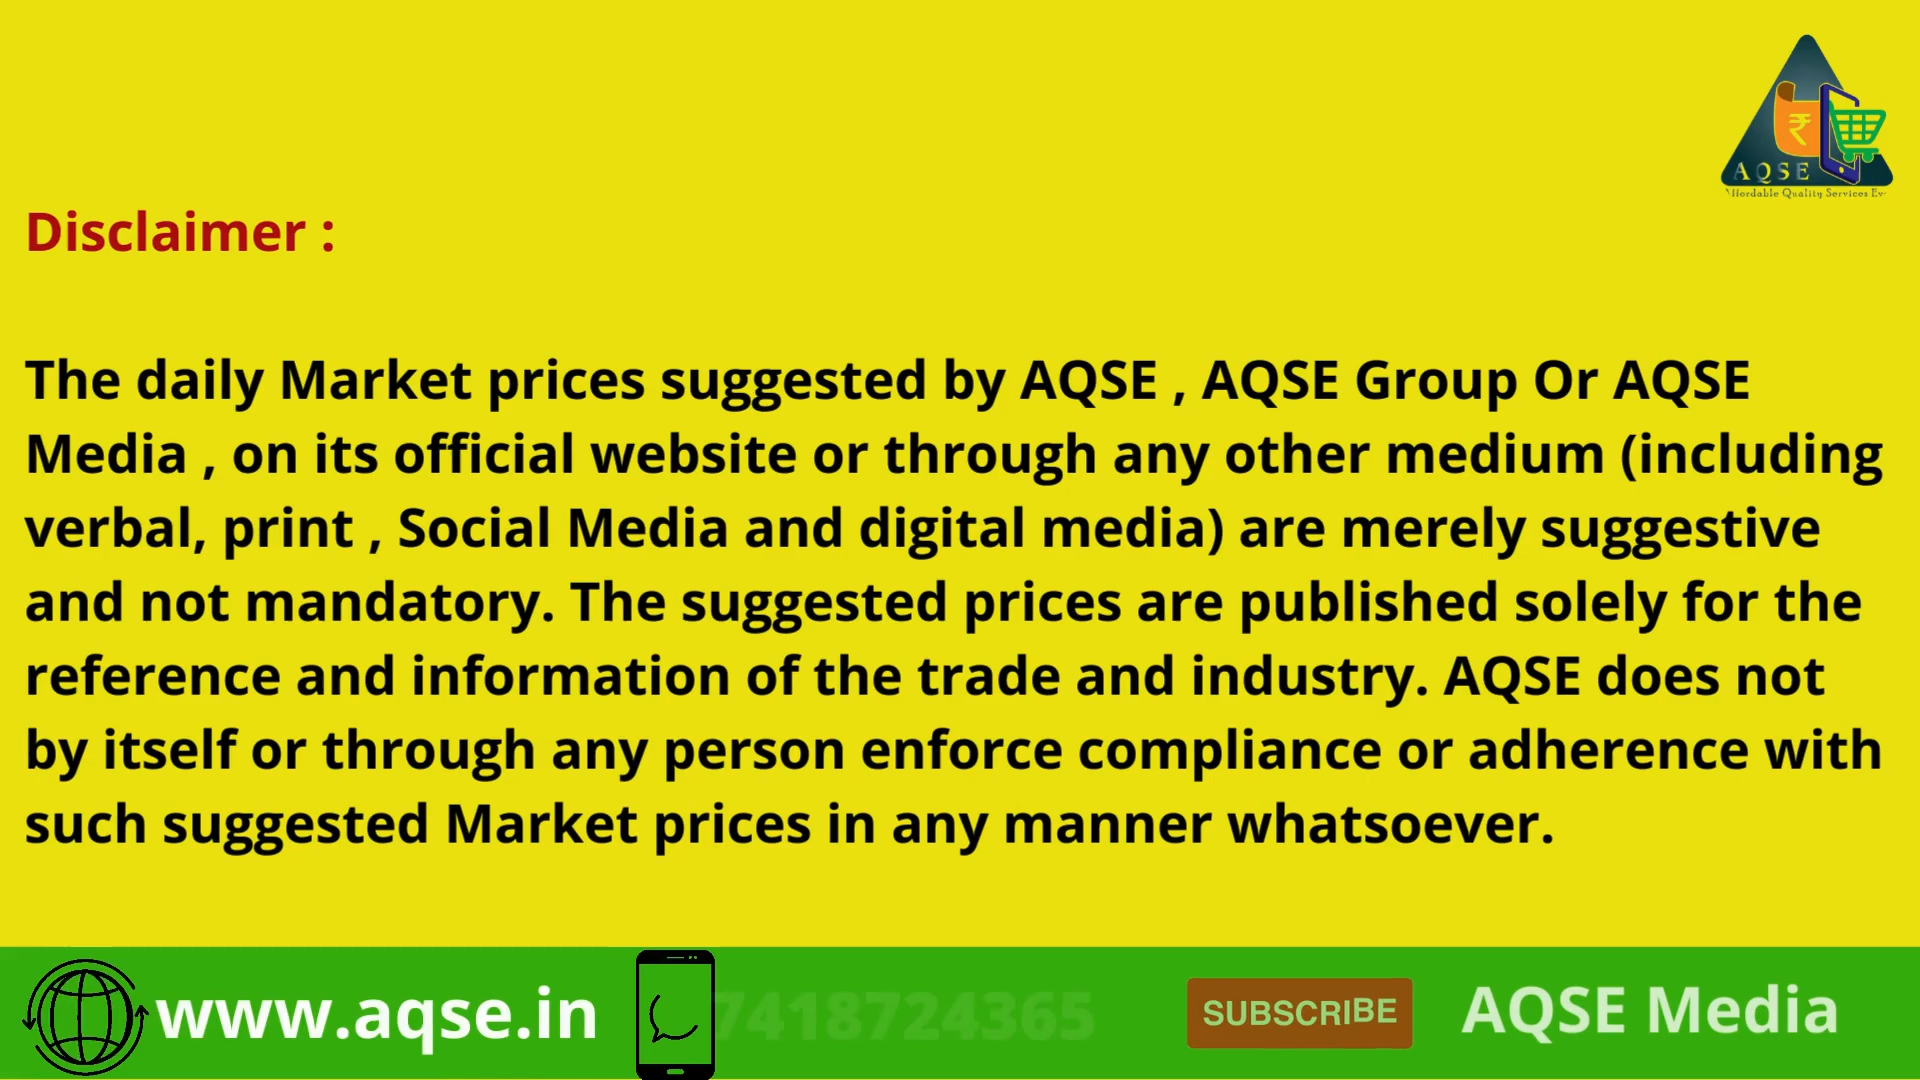 ₹
AQSE
ffordable Quality Services Ev
Disclaimer :
The daily Market prices suggested by AQSE , AQSE Group Or AQSE
Media , on its official website or through any other medium (including
verbal, print , Social Media and digital media) are merely suggestive
and not mandatory. The suggested prices are published solely for the
reference and information of the trade and industry. AQSE does not
by itself or through any person enforce compliance or adherence with
such suggested Market prices in any manner whatsoever.
www.aqse.in
7418724365
SUBSCRIBE
AQSE Media